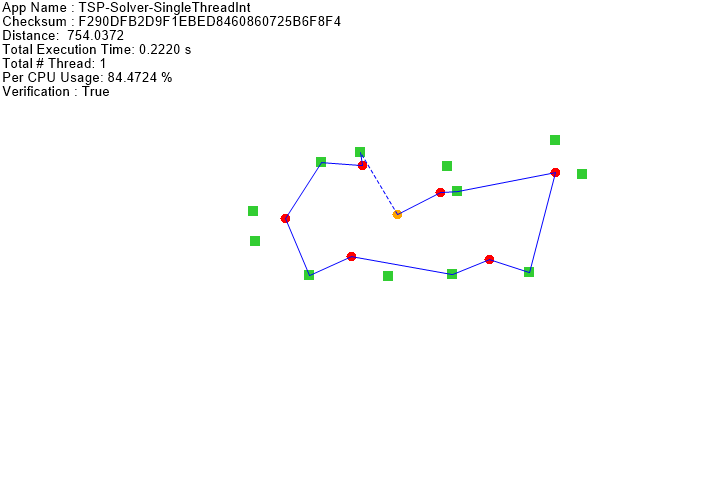 App Name : TSP-Solver-SingleThreadInt
Checksum : F290DFB2D9F1EBED8460860725B6F8F4
Distance:  754.0372
Total Execution Time: 0.2220 s
Total # Thread: 1
Per CPU Usage: 84.4724 %
Verification : True